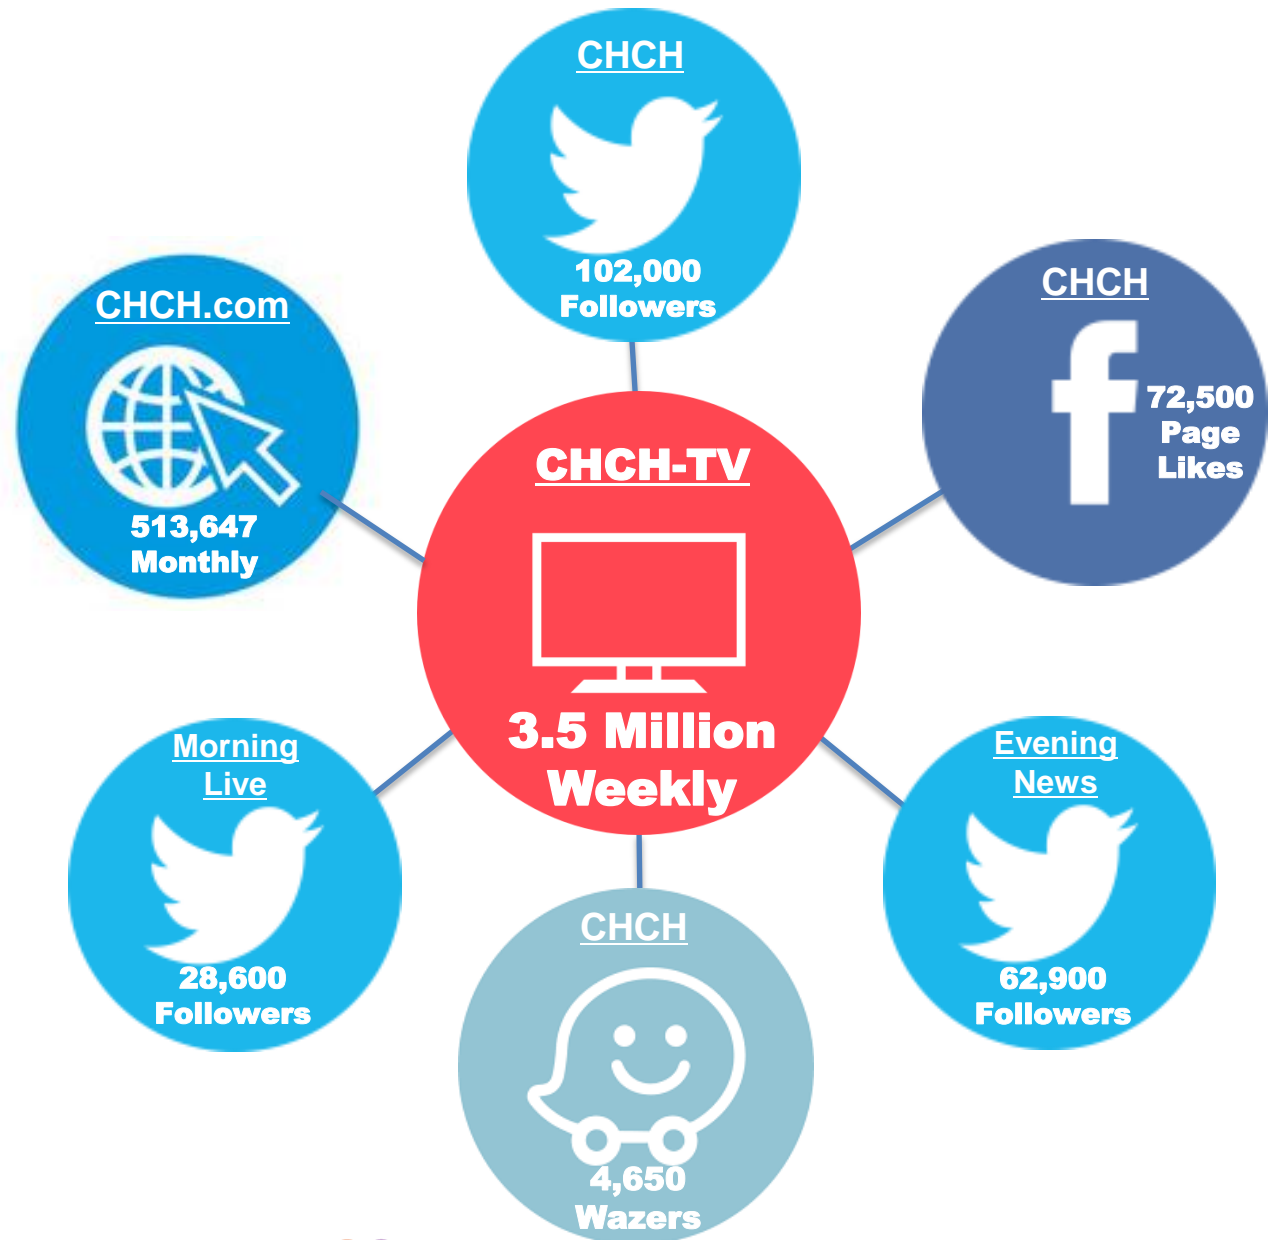 CHCH
102,000
Followers
CHCH.com
513,647
Monthly
CHCH
72,500
Page
Likes
CHCH-TV
3.5 Million
Weekly
Morning
Live
28,600
Followers
Evening
News
62,900
Followers
CHCH
4,650
Wazers